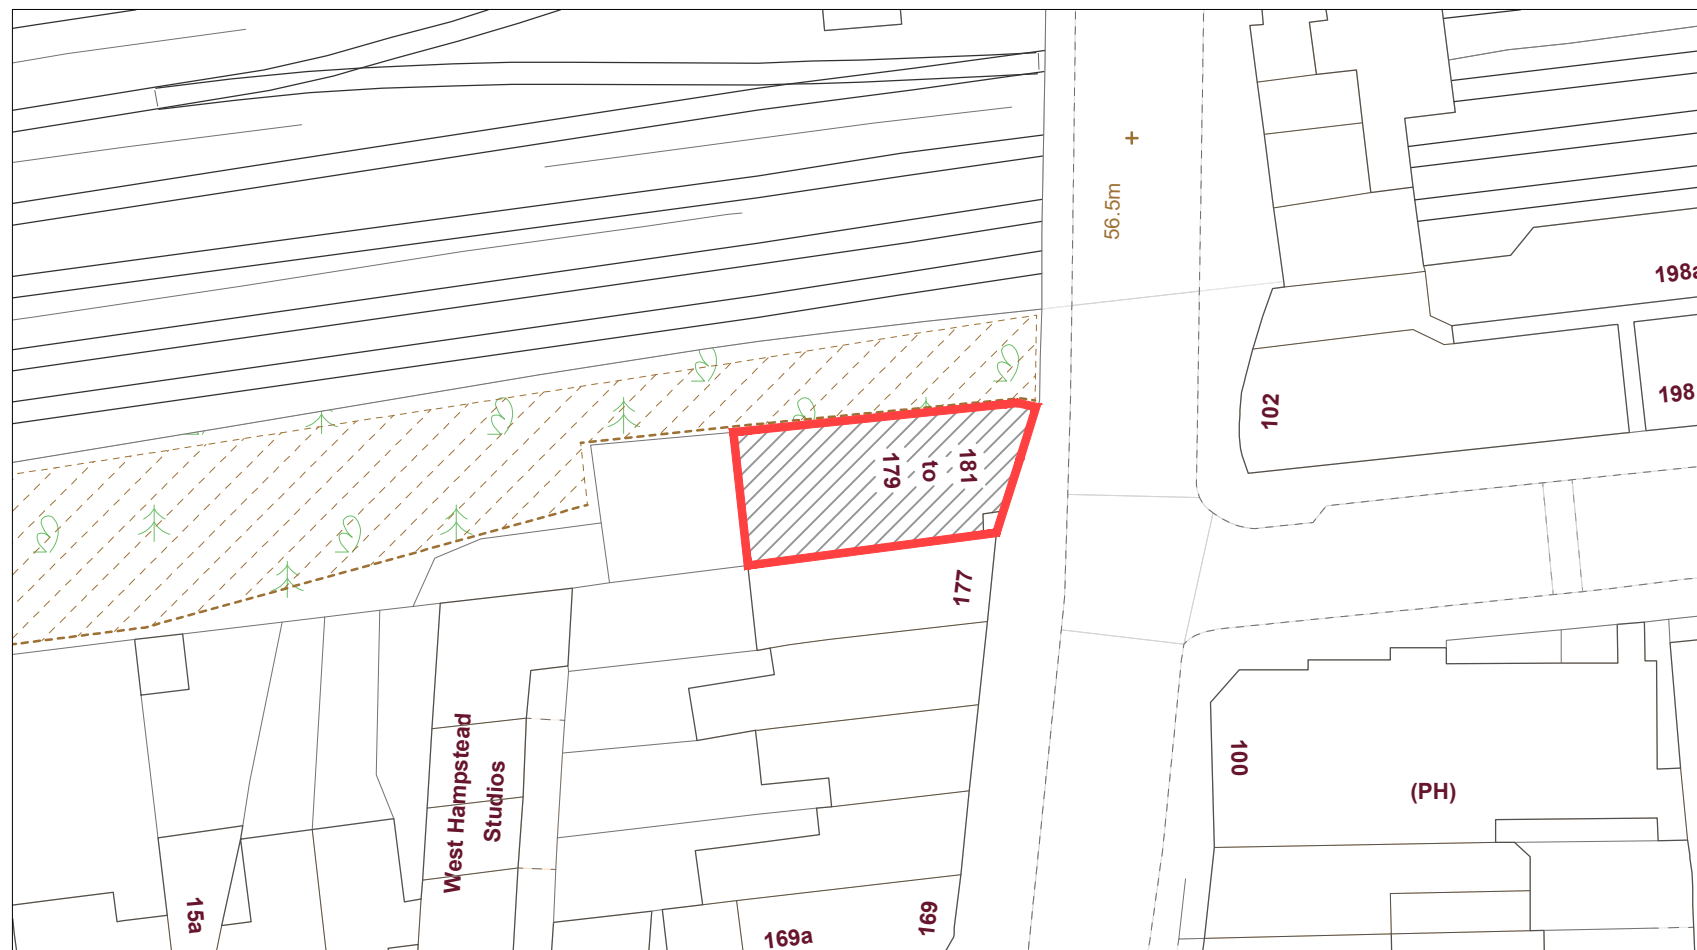 56.5m
198a
198
102
181
to
179
177
100
(PH)
West Hampstead
Studios
15a
169a
169